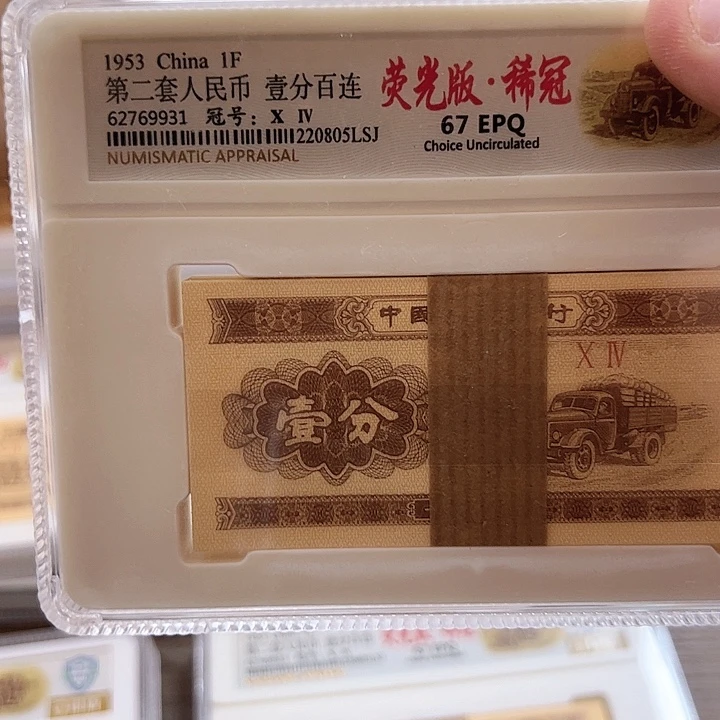 1953 China 1F
第二套人民币 壹分百连
62769931 冠号：X IV
220805LSJ
NUMISMATIC APPRAISAL
荧光版·稀冠
67 EPQ
Choice Uncirculated
中國
行
X IV
壹分